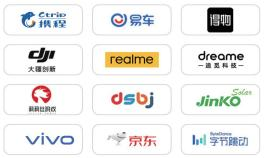 Ctrip
携程
易车
得物
DJI
大疆创新
realme
dreame
追觅科技
dsbj
Solar
JinKO
vivo
京东
ByteDance
字节跳动